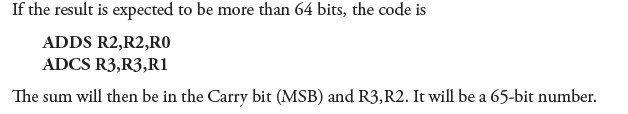 If the result is expected to be more than 64 bits, the code is
ADDS R2,R2,R0
ADCS R3,R3,R1
The sum will then be in the Carry bit (MSB) and R3,R2. It will be a 65-bit number.